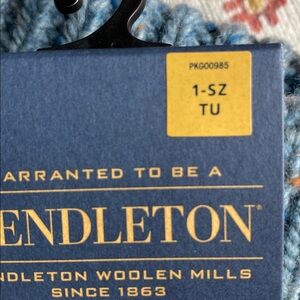 PKG00985
1-SZ
TU
ARRANTED TO BE A
ENDLETON®
NDLETON WOOLEN MILLS
SINCE 1863